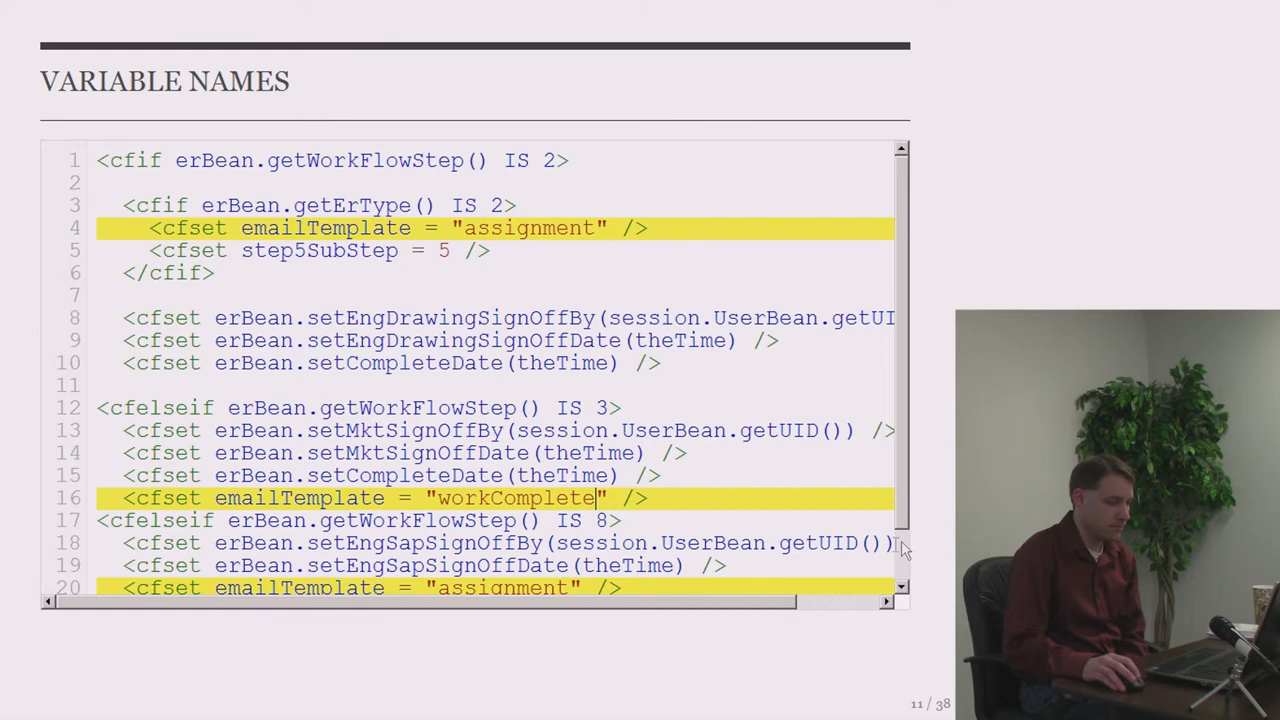 VARIABLE NAMES
1 <cfif erBean.getWorkFlowStep() IS 2>
2
3 <cfif erBean.getErType() IS 2>
4 <cfset emailTemplate = "assignment" />
5 <cfset step5SubStep = 5 />
6 </cfif>
7
8 <cfset erBean.setEngDrawingSignOffBy(session.UserBean.getUI
9 <cfset erBean.setEngDrawingSignOffDate(theTime) />
10 <cfset erBean.setCompleteDate(theTime) />
11
12 <cfelseif erBean.getWorkFlowStep() IS 3>
13 <cfset erBean.setMktSignOffBy(session.UserBean.getUID()) />
14 <cfset erBean.setMktSignOffDate(theTime) />
15 <cfset erBean.setCompleteDate(theTime) />
16 <cfset emailTemplate = "workComplete" />
17 <cfelseif erBean.getWorkFlowStep() IS 8>
18 <cfset erBean.setEngSapSignOffBy(session.UserBean.getUID())
19 <cfset erBean.setEngSapSignOffDate(theTime) />
20 <cfset emailTemplate = "assignment" />
11 / 38